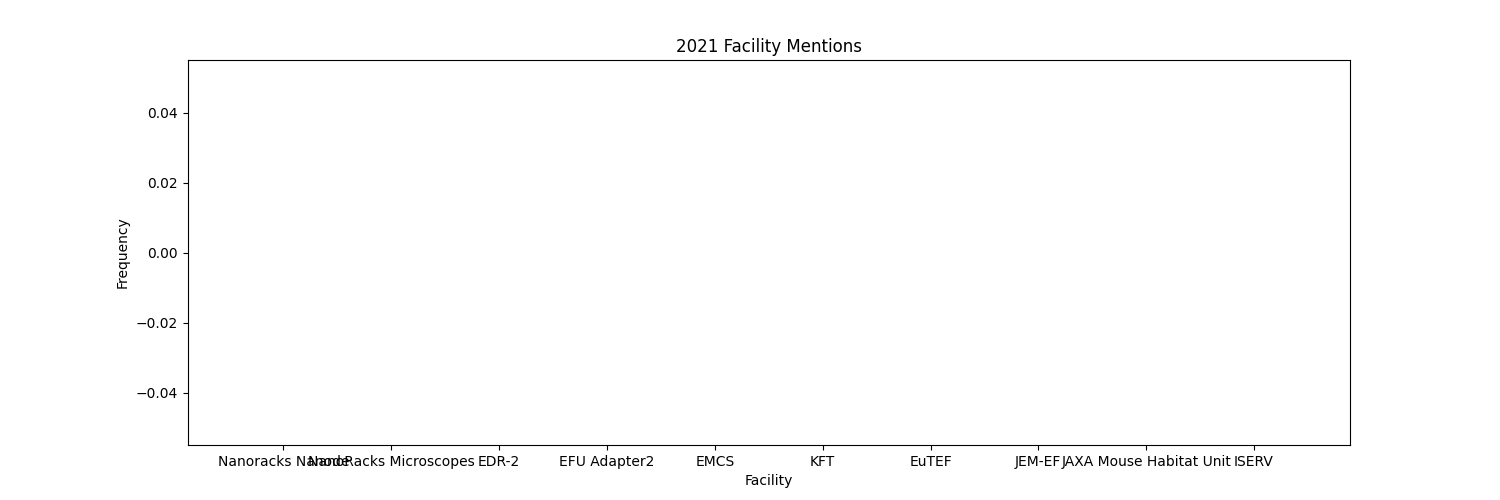 2021 Facility Mentions
0.04
0.02
0.00
−0.02
−0.04
Frequency
Nanoracks Nanode NanoRacks Microscopes EDR-2 EFU Adapter2 EMCS KFT EuTEF JEM-EF JAXA Mouse Habitat Unit ISERV
Facility